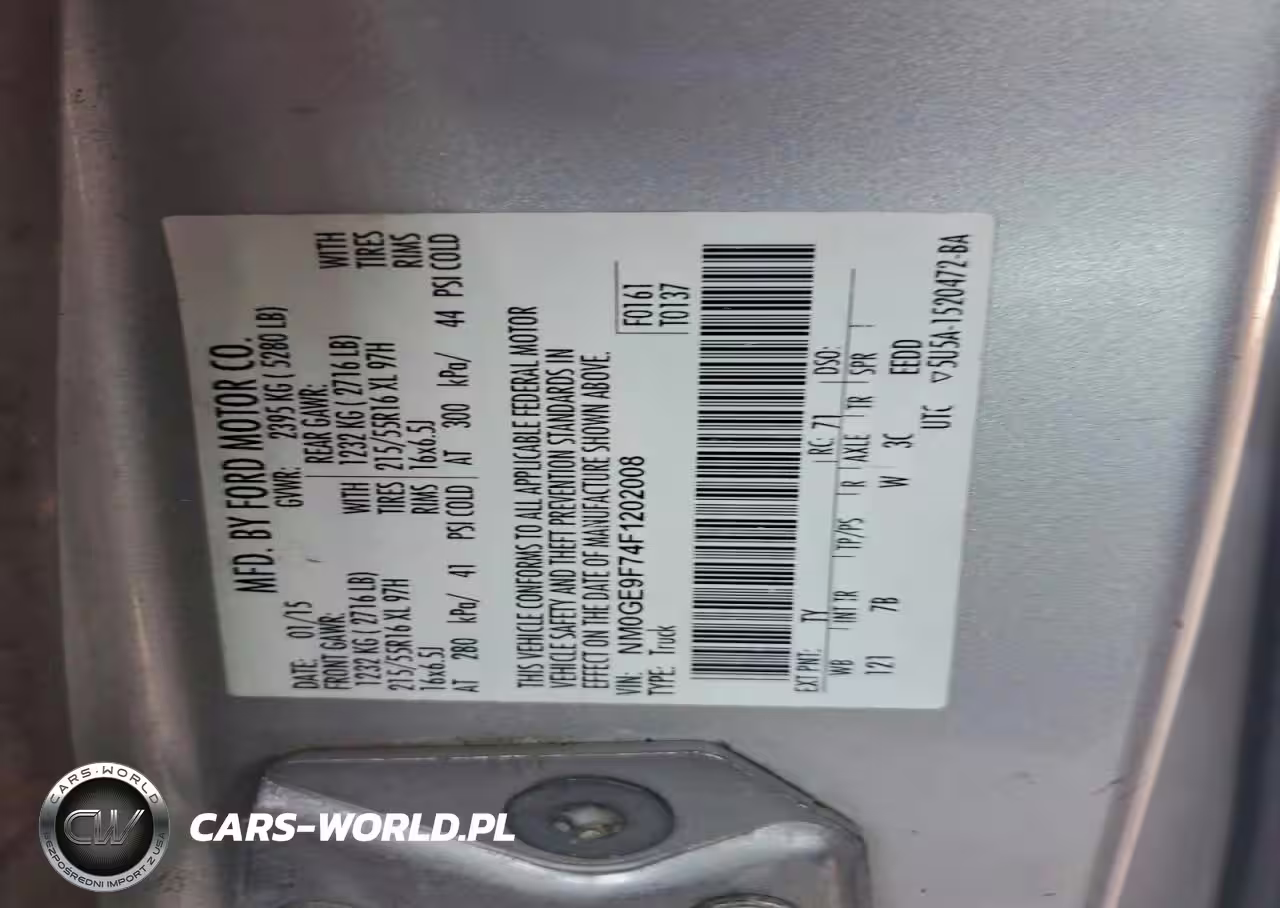 MFD. BY FORD MOTOR CO.
DATE: 01/15 GVWR: 2395 KG ( 5280 LB)
FRONT GAWR: REAR GAWR:
1232 KG ( 2716 LB) WITH 1232 KG ( 2716 LB) WITH
215/55R16 XL 97H TIRES 215/55R16 XL 97H TIRES
16x6.5J RIMS 16x6.5J RIMS
AT 280 kPa/ 41 PSI COLD AT 300 kPa/ 44 PSI COLD
THIS VEHICLE CONFORMS TO ALL APPLICABLE FEDERAL MOTOR
VEHICLE SAFETY AND THEFT PREVENTION STANDARDS IN
EFFECT ON THE DATE OF MANUFACTURE SHOWN ABOVE.
VIN: NM0GE9F74F1202008 F0161
TYPE: Truck T0137
EXT PNT: TY RC: 71 DSO:
WB INT TR TP/PS R AXLE TR SPR
121 7B W 3C EEDD
UTC ▽5U5A-1520472-BA
CARS-WORLD
CW
BEZPOŚREDNI IMPORT Z USA
CARS-WORLD.PL